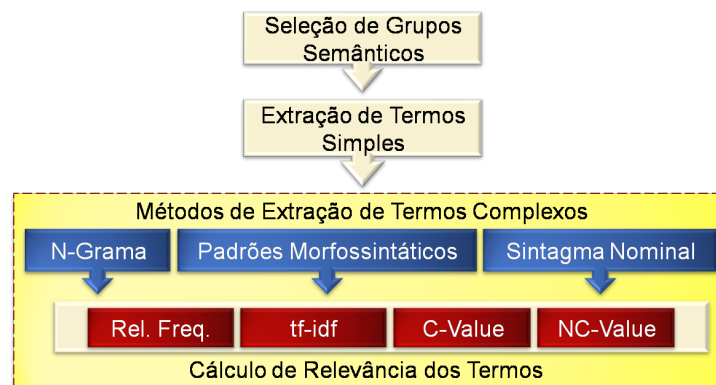 Seleção de Grupos
Semânticos
Extração de Termos
Simples
Métodos de Extração de Termos Complexos
N-Grama
Padrões Morfossintáticos
Sintagma Nominal
Rel. Freq.
tf-idf
C-Value
NC-Value
Cálculo de Relevância dos Termos